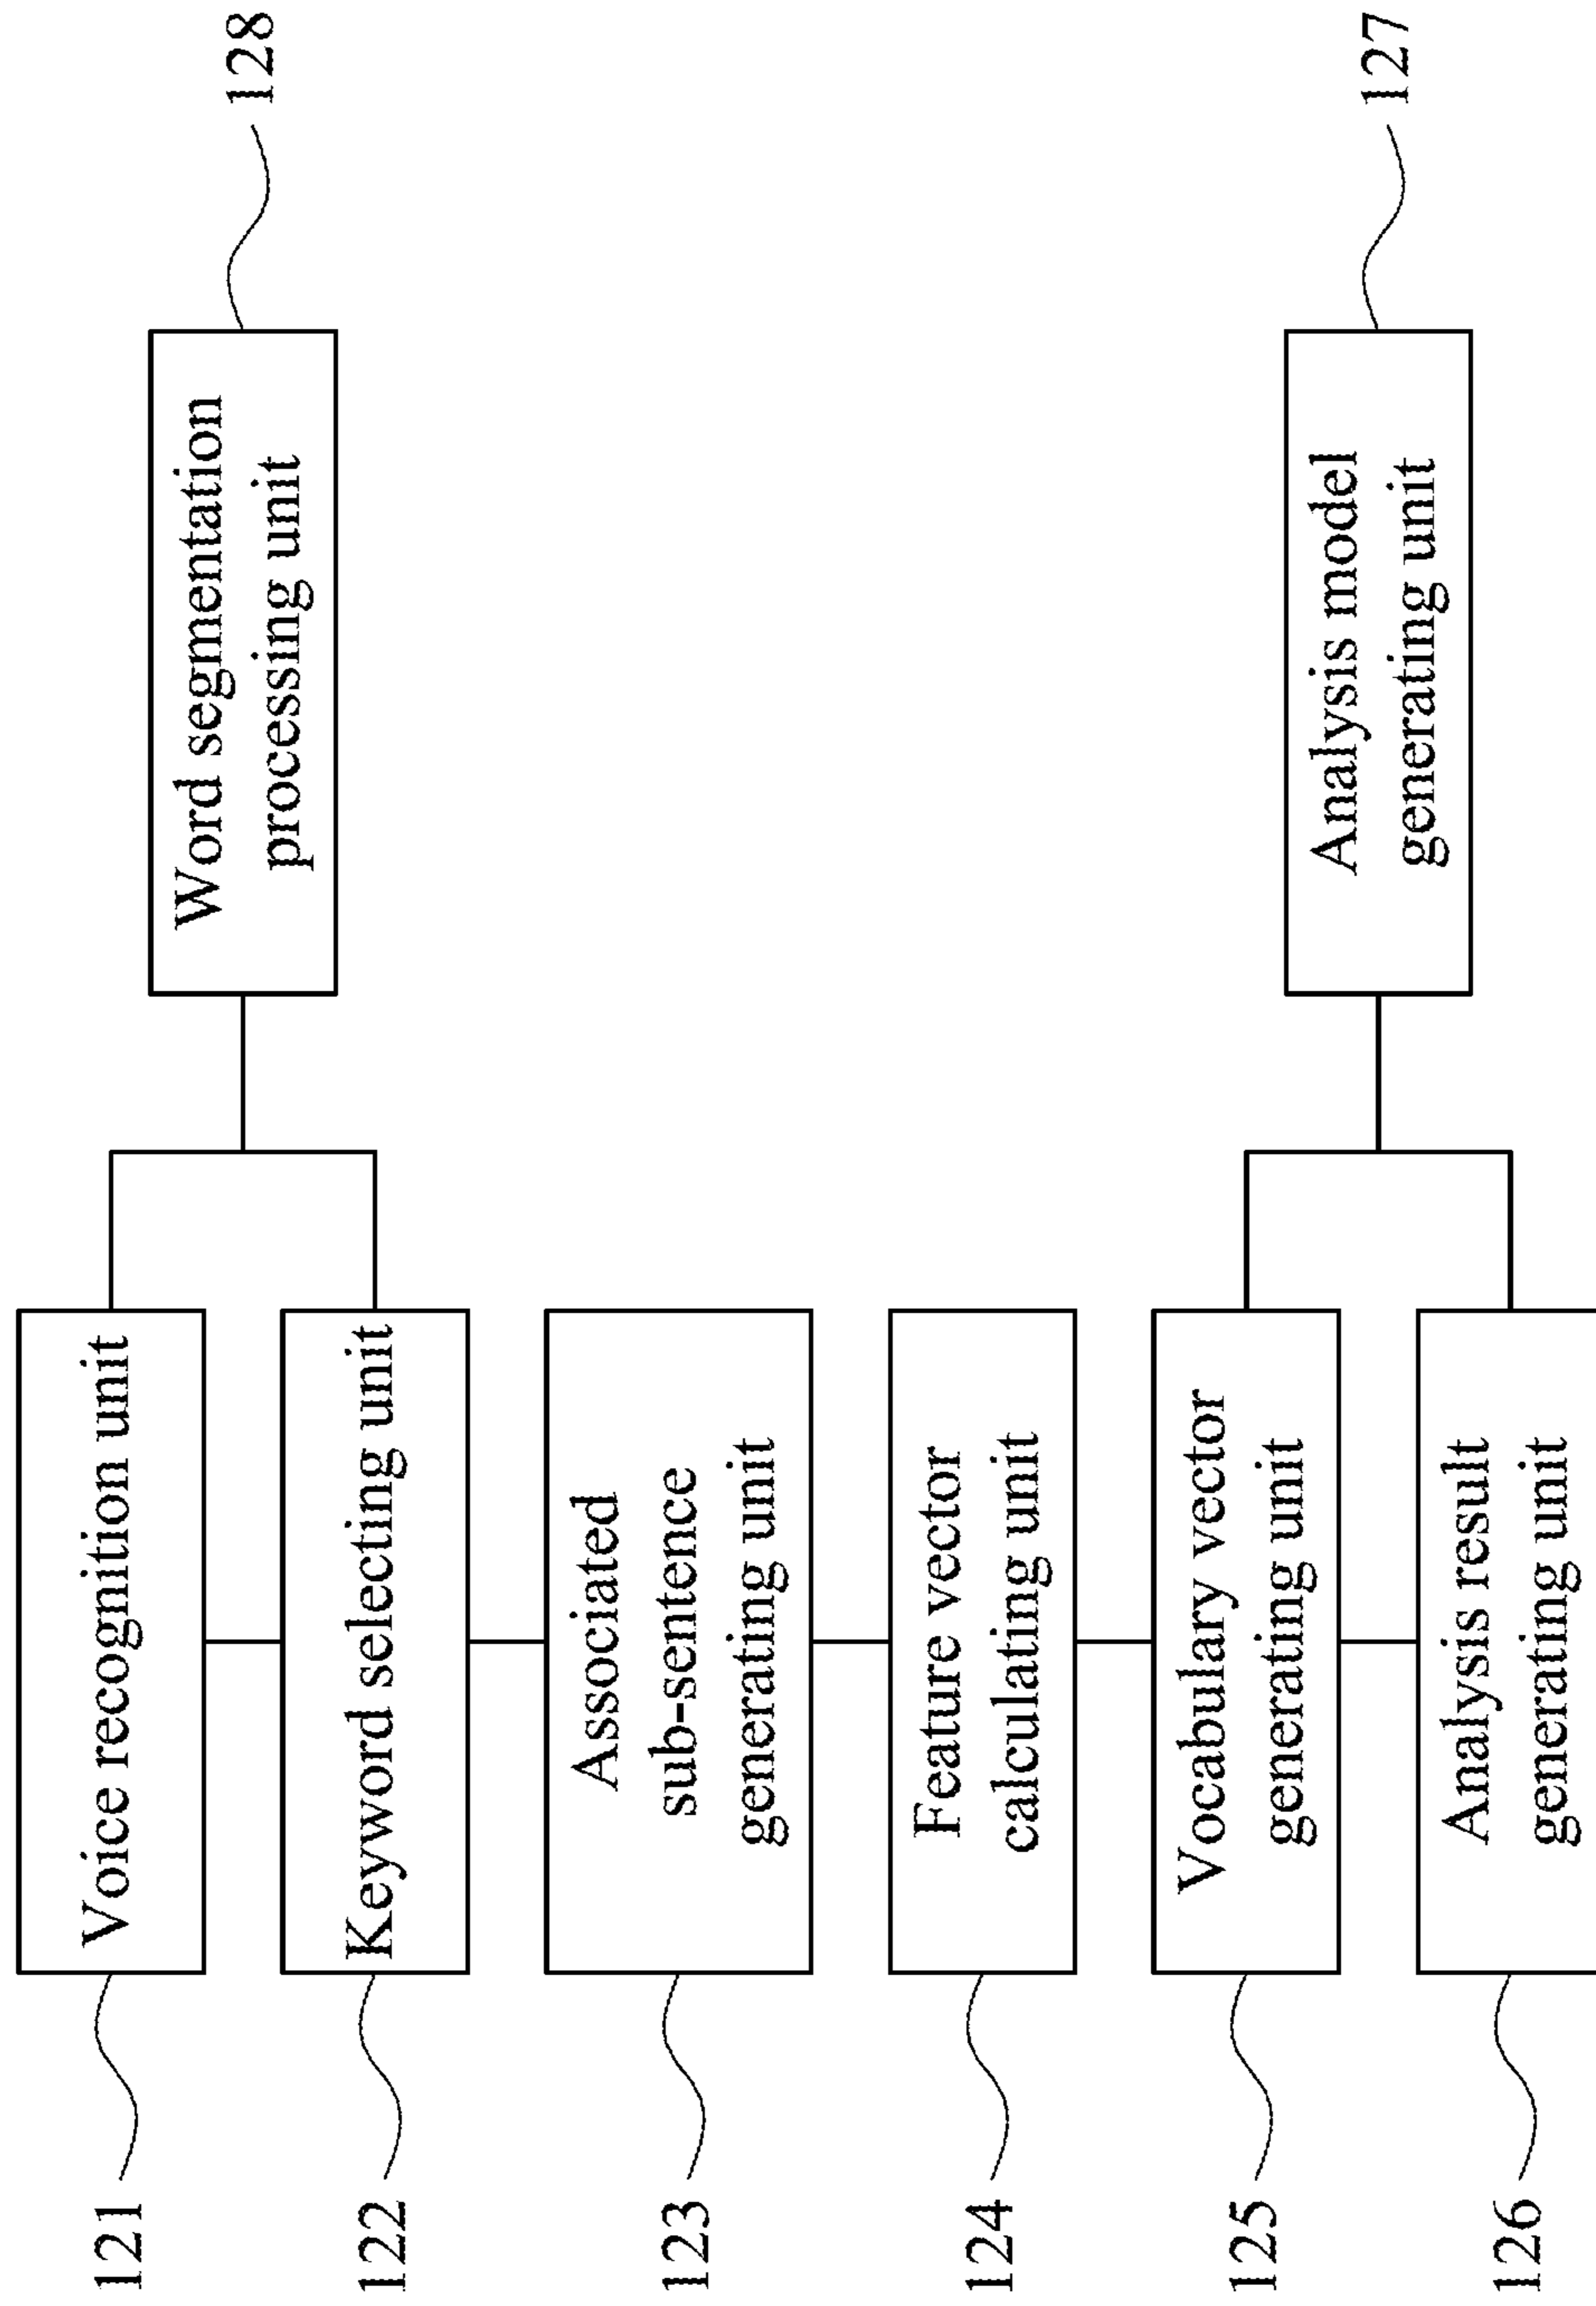 121
Voice recognition unit
122
Keyword selecting unit
128
Word segmentation
processing unit
123
Associated
sub-sentence
generating unit
124
Feature vector
calculating unit
125
Vocabulary vector
generating unit
126
Analysis result
generating unit
127
Analysis model
generating unit